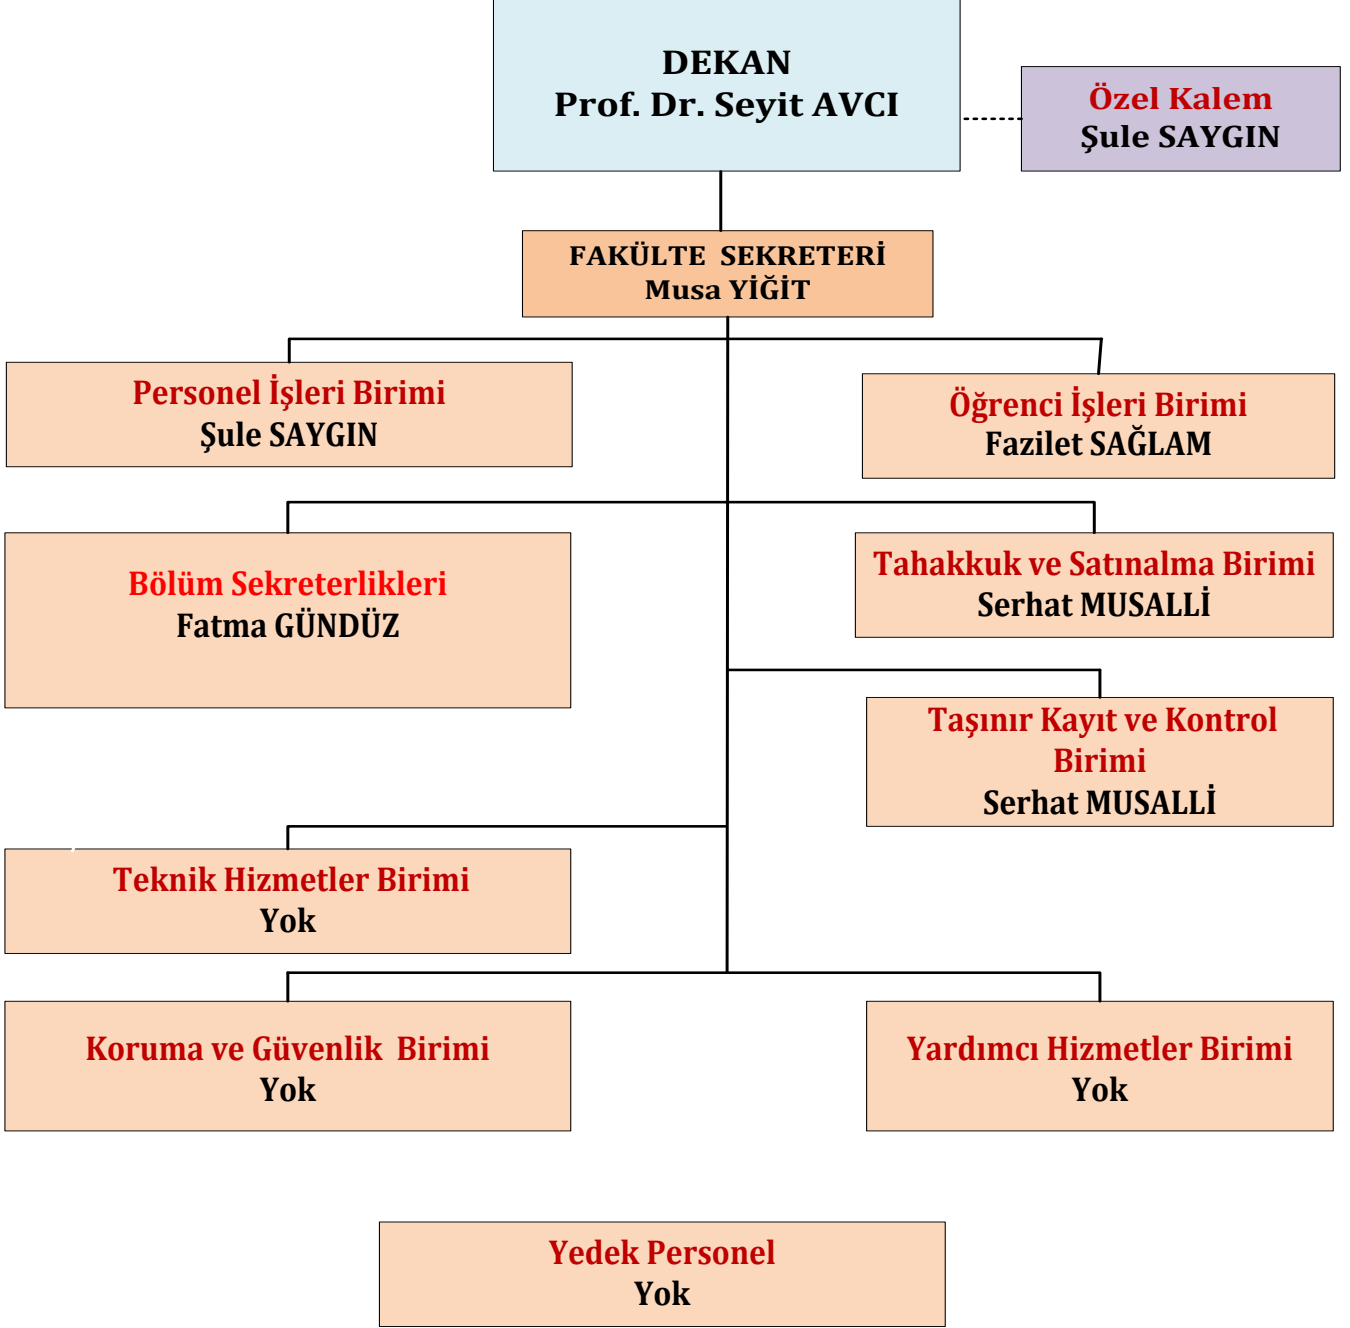 DEKAN
Prof. Dr. Seyit AVCI
Özel Kalem
Şule SAYGIN
FAKÜLTE  SEKRETERİ
Musa YİĞİT
Personel İşleri Birimi
Şule SAYGIN
Öğrenci İşleri Birimi
Fazilet SAĞLAM
Bölüm Sekreterlikleri
Fatma GÜNDÜZ
Tahakkuk ve Satınalma Birimi
Serhat MUSALLİ
Taşınır Kayıt ve Kontrol
Birimi
Serhat MUSALLİ
Teknik Hizmetler Birimi
Yok
Koruma ve Güvenlik  Birimi
Yok
Yardımcı Hizmetler Birimi
Yok
Yedek Personel
Yok